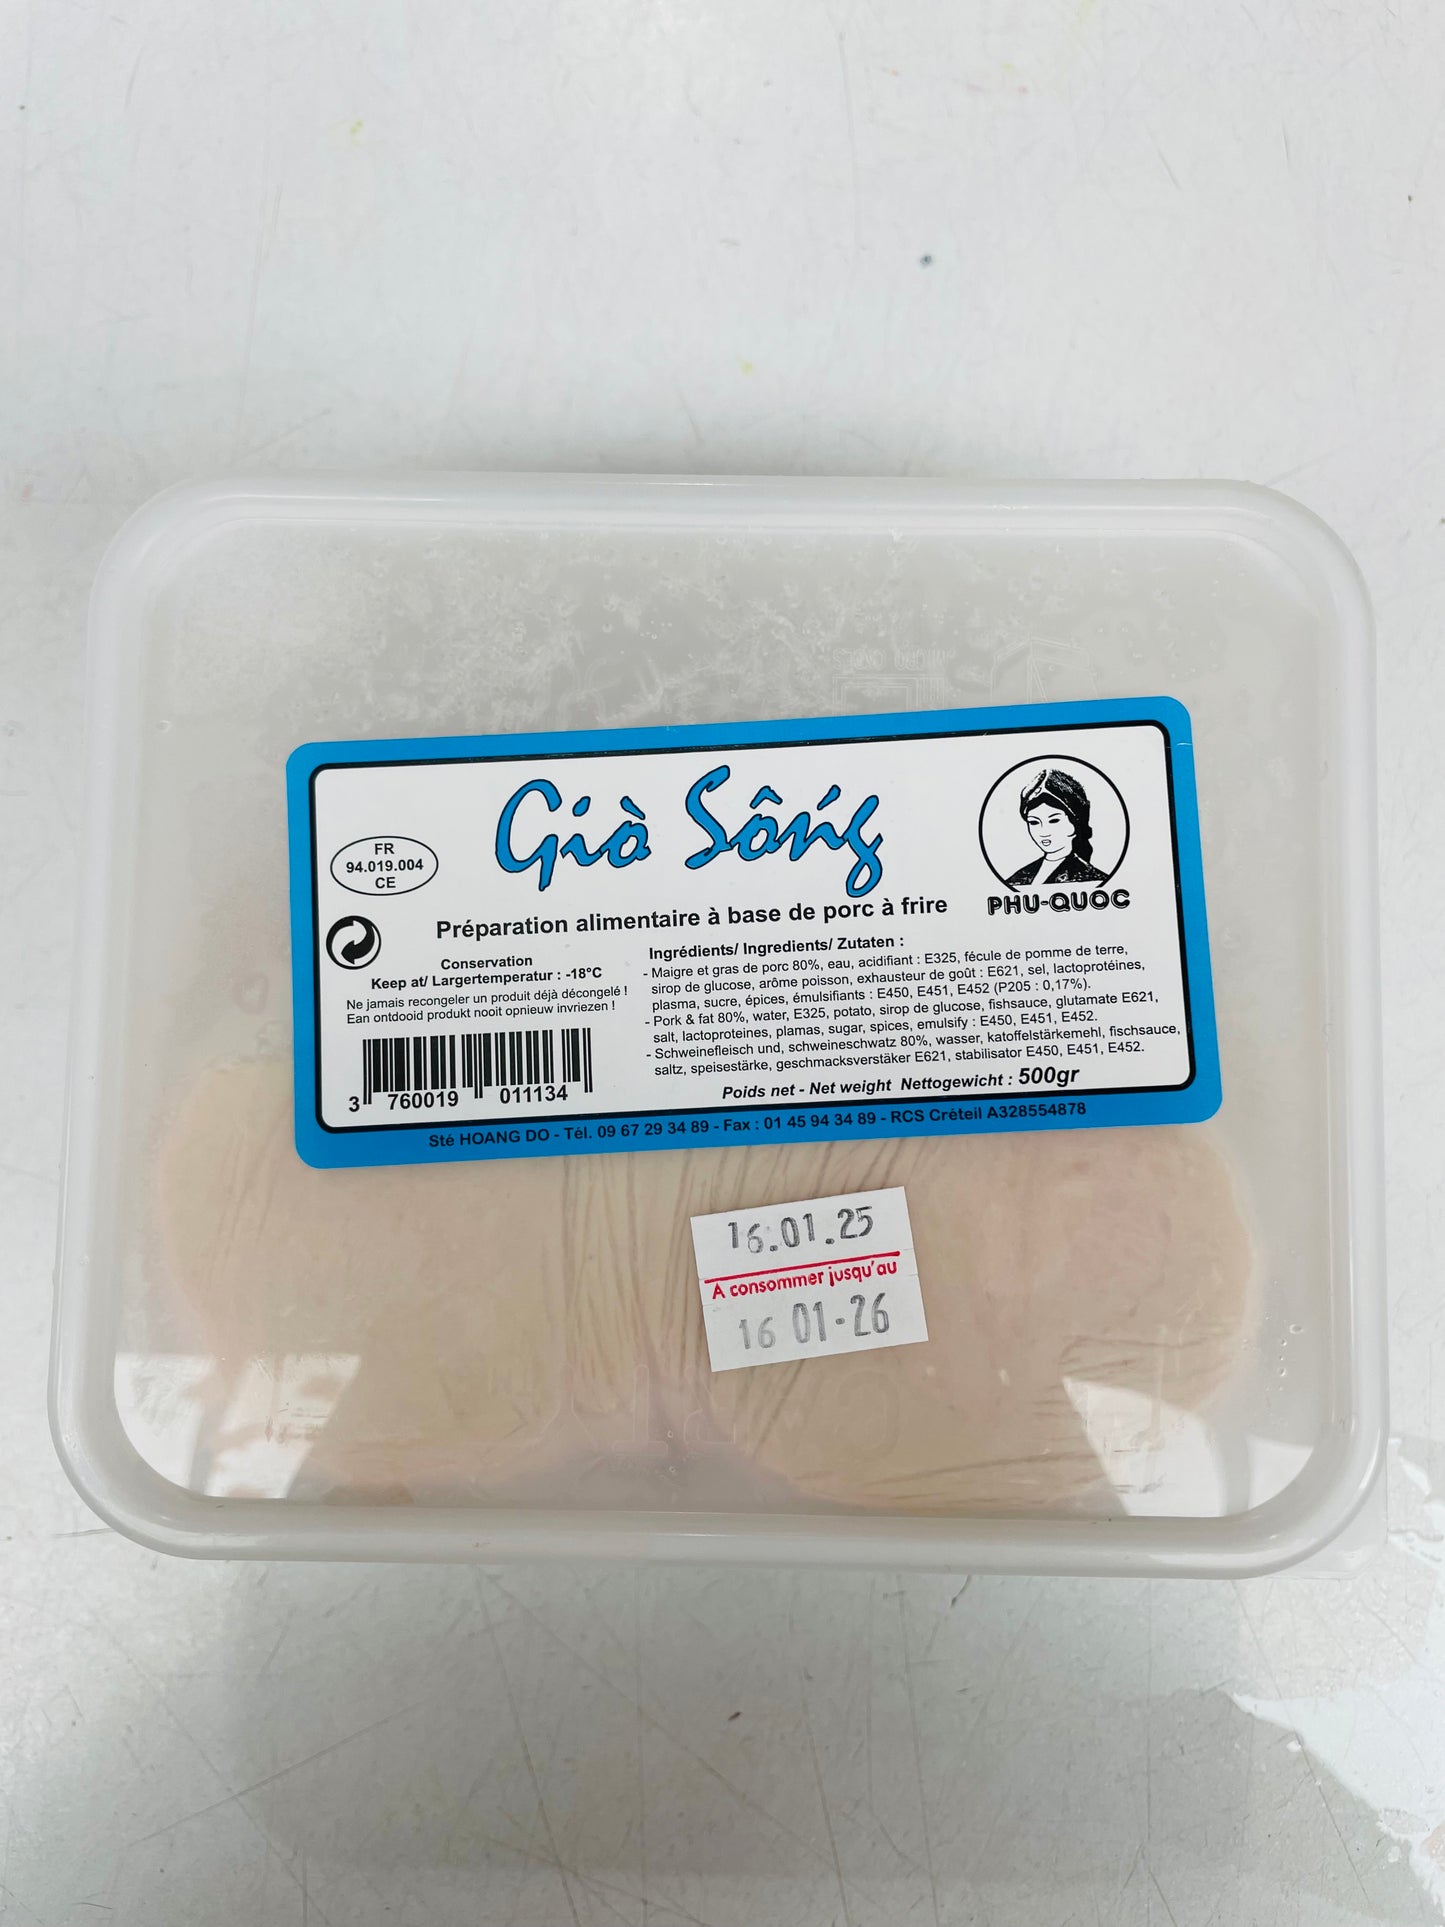 Giò Sống
PHU-QUOC
FR
94.019.004
CE
Préparation alimentaire à base de porc à frire
Conservation
Keep at/ Largertemperatur : -18°C
Ne jamais recongeler un produit déjà décongelé !
Ean ontdooid produkt nooit opnieuw invriezen !
3 760019 011134
Ingrédients/ Ingredients/ Zutaten :
- Maigre et gras de porc 80%, eau, acidifiant : E325, fécule de pomme de terre,
sirop de glucose, arôme poisson, exhausteur de goût : E621, sel, lactoprotéines,
plasma, sucre, épices, émulsifiants : E450, E451, E452 (P205 : 0,17%).
- Pork & fat 80%, water, E325, potato, sirop de glucose, fishsauce, glutamate E621,
salt, lactoproteines, plamas, sugar, spices, emulsify : E450, E451, E452.
- Schweinefleisch und, schweineschwatz 80%, wasser, katoffelstärkemehl, fischsauce,
saltz, speisestärke, geschmacksverstäker E621, stabilisator E450, E451, E452.
Poids net - Net weight Nettogewicht : 500gr
Sté HOANG DO - Tél. 09 67 29 34 89 - Fax : 01 45 94 34 89 - RCS Créteil A328554878
16.01.25
A consommer jusqu'au
16 01-26